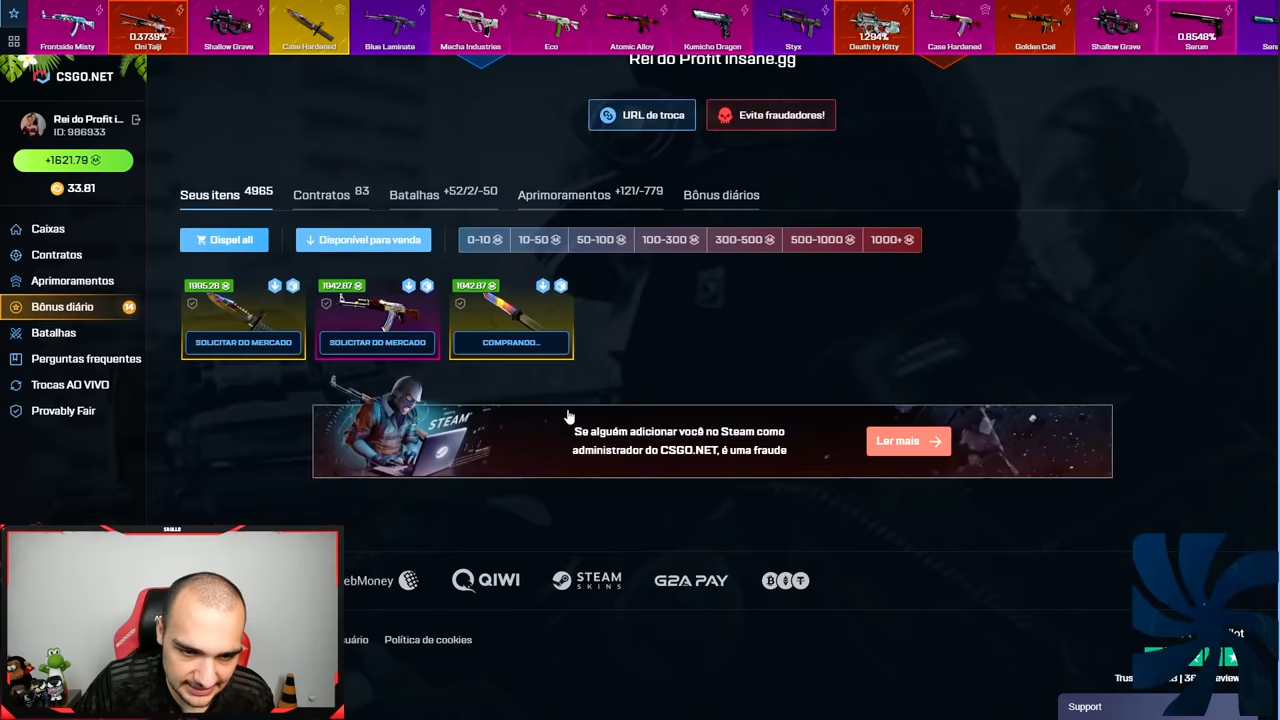 Frontside Misty
0.3739%
Oni Taiji
Shallow Grave
Case Hardened
Blue Laminate
Mecha Industries
Eco
Atomic Alloy
Kumicho Dragon
Styx
1.294%
Death by Kitty
Case Hardened
Golden Coil
Shallow Grave
0.8548%
Serum
CSGO.NET
Rei do Profit insane.gg
Rei do Profit i...
ID: 986933
+1621.79
33.81
URL de troca
Evite fraudadores!
Seus itens 4965
Contratos 83
Batalhas +52/2/-50
Aprimoramentos +121/-779
Bônus diários
Dispel all
Disponível para venda
0-10
10-50
50-100
100-300
300-500
500-1000
1000+
Caixas
Contratos
Aprimoramentos
Bônus diário 14
Batalhas
Perguntas frequentes
Trocas AO VIVO
Provably Fair
1995.28
SOLICITAR DO MERCADO
1942.87
SOLICITAR DO MERCADO
1942.87
COMPRANDO...
STEAM
Se alguém adicionar você no Steam como
administrador do CSGO.NET, é uma fraude
Ler mais
QIWI
STEAM
SKINS
G2A PAY
Política de cookies
Support